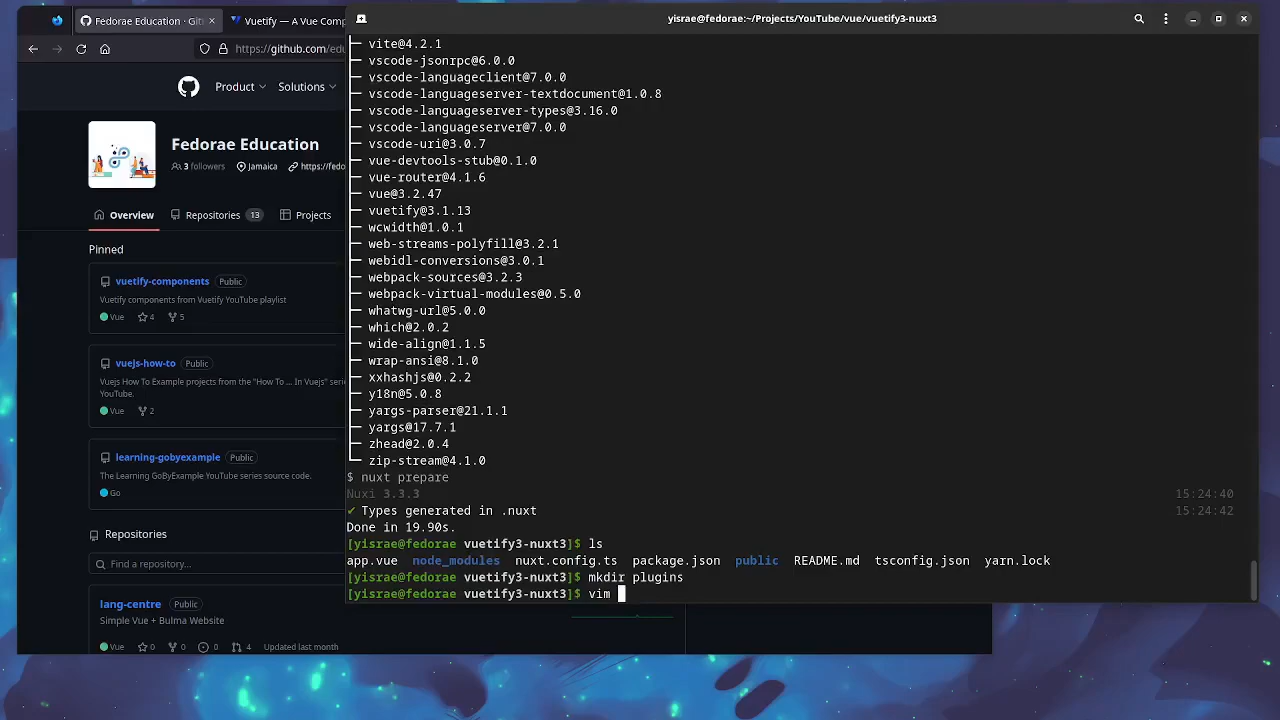 Fedorae Education · Git
Vuetify — A Vue Comp
https://github.com/edu
Product
Solutions
Fedorae Education
3 followers
Jamaica
https://fedo
Overview
Repositories 13
Projects
Pinned
vuetify-components Public
Vuetify components from Vuetify YouTube playlist
Vue 4 5
vuejs-how-to Public
Vuejs How To Example projects from the "How To ... In Vuejs" serie
YouTube.
Vue 2
learning-gobyexample Public
The Learning GoByExample YouTube series source code.
Go
Repositories
Find a repository...
lang-centre
Simple Vue + Bulma Website
Vue 0 0 0 4 Updated last month
yisrae@fedorae:~/Projects/YouTube/vue/vuetify3-nuxt3
├─ vite@4.2.1
├─ vscode-jsonrpc@6.0.0
├─ vscode-languageclient@7.0.0
├─ vscode-languageserver-textdocument@1.0.8
├─ vscode-languageserver-types@3.16.0
├─ vscode-languageserver@7.0.0
├─ vscode-uri@3.0.7
├─ vue-devtools-stub@0.1.0
├─ vue-router@4.1.6
├─ vue@3.2.47
├─ vuetify@3.1.13
├─ wcwidth@1.0.1
├─ web-streams-polyfill@3.2.1
├─ webidl-conversions@3.0.1
├─ webpack-sources@3.2.3
├─ webpack-virtual-modules@0.5.0
├─ whatwg-url@5.0.0
├─ which@2.0.2
├─ wide-align@1.1.5
├─ wrap-ansi@8.1.0
├─ xxhashjs@0.2.2
├─ y18n@5.0.8
├─ yargs-parser@21.1.1
├─ yargs@17.7.1
├─ zhead@2.0.4
└─ zip-stream@4.1.0
$ nuxt prepare
Nuxi 3.3.3 15:24:40
✔ Types generated in .nuxt 15:24:42
Done in 19.90s.
[yisrae@fedorae vuetify3-nuxt3]$ ls
app.vue node_modules nuxt.config.ts package.json public README.md tsconfig.json yarn.lock
[yisrae@fedorae vuetify3-nuxt3]$ mkdir plugins
[yisrae@fedorae vuetify3-nuxt3]$ vim